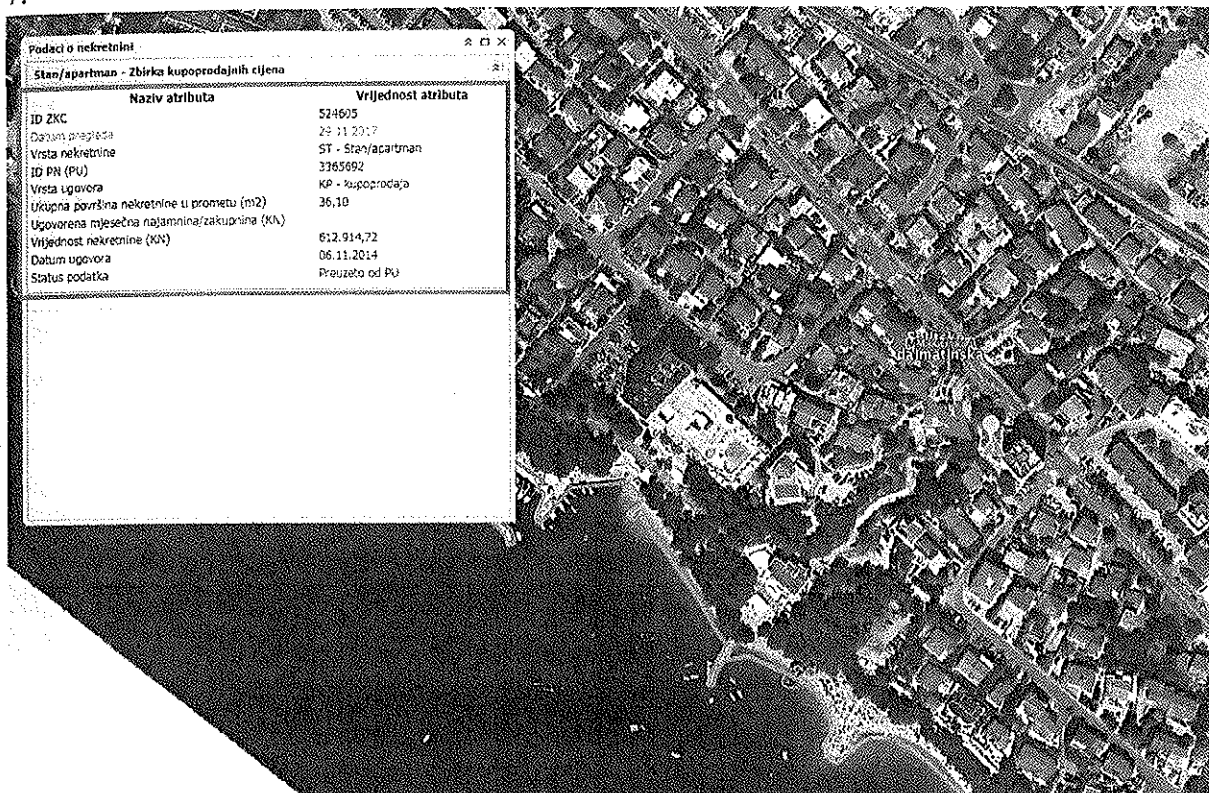 Podaci o nekretnini
Stan/apartman - Zbirka kupoprodajnih cijena
Naziv atributa Vrijednost atributa
ID ZKC 524605
Datum pregleda 29.11.2017
Vrsta nekretnine ST - Stan/apartman
ID PN (PU) 3365692
Vrsta ugovora KP - kupoprodaja
Ukupna površina nekretnine u prometu (m2) 36,10
Ugovorena mjesečna najamnina/zakupnina (KN)
Vrijednost nekretnine (KN) 612.914,72
Datum ugovora 06.11.2014
Status podatka Preuzeto od PU
dalmatinska